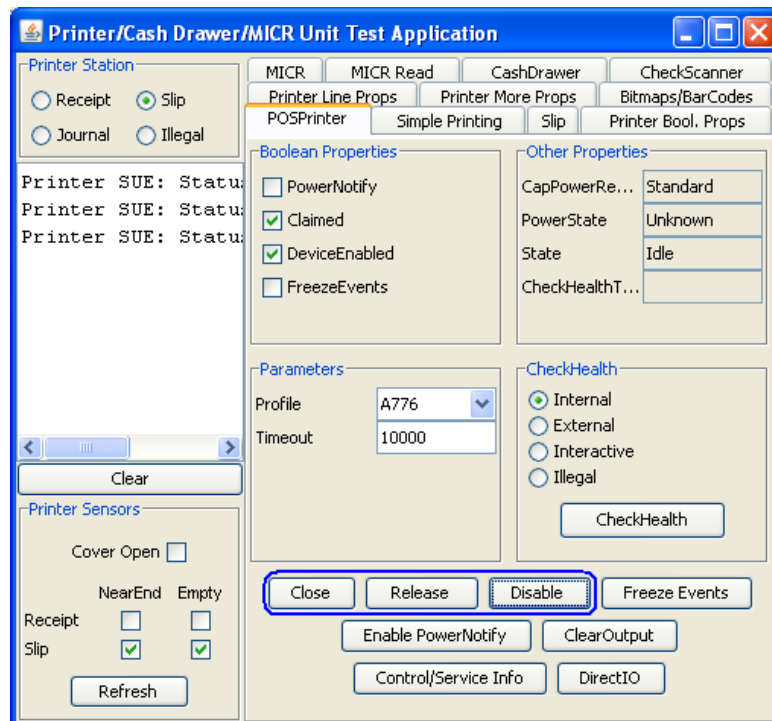 Printer/Cash Drawer/MICR Unit Test Application
Printer Station
Receipt Slip
Journal Illegal
Printer SUE: Status
Printer SUE: Status
Printer SUE: Status
Clear
Printer Sensors
Cover Open
NearEnd Empty
Receipt
Slip
Refresh
MICR MICR Read CashDrawer CheckScanner
Printer Line Props Printer More Props Bitmaps/BarCodes
POSPrinter Simple Printing Slip Printer Bool. Props
Boolean Properties
PowerNotify
Claimed
DeviceEnabled
FreezeEvents
Other Properties
CapPowerRe... Standard
PowerState Unknown
State Idle
CheckHealthT...
Parameters
Profile A776
Timeout 10000
CheckHealth
Internal
External
Interactive
Illegal
CheckHealth
Close Release Disable Freeze Events
Enable PowerNotify ClearOutput
Control/Service Info DirectIO